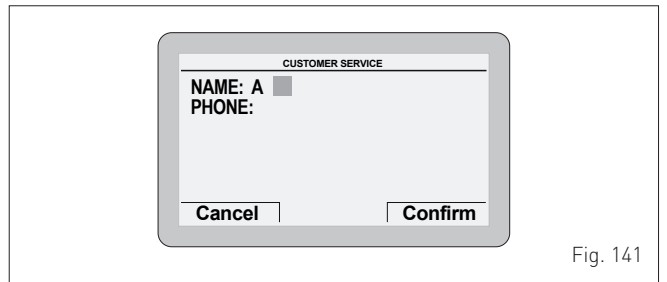 CUSTOMER SERVICE
NAME: A
PHONE:
Cancel Confirm
Fig. 141